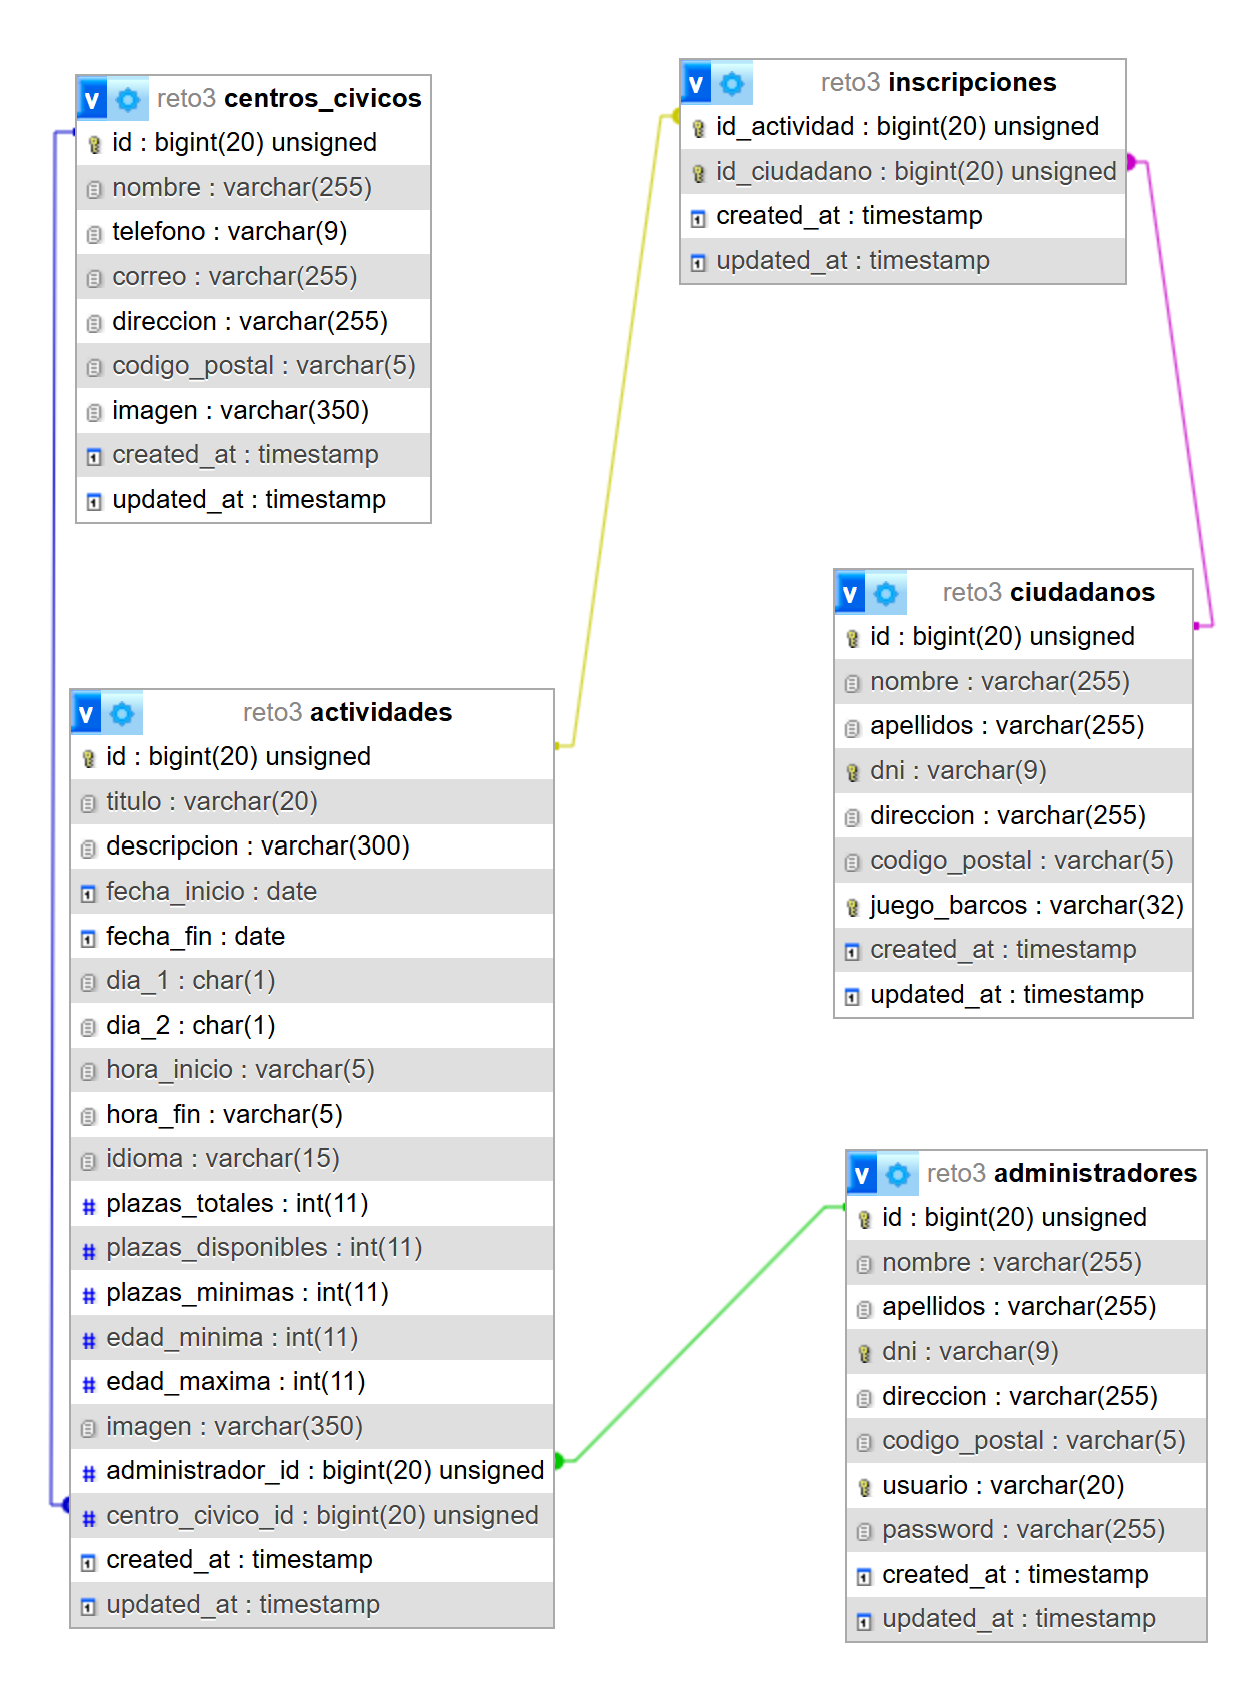 v reto3 centros_civicos
id : bigint(20) unsigned
nombre : varchar(255)
telefono : varchar(9)
correo : varchar(255)
direccion : varchar(255)
codigo_postal : varchar(5)
imagen : varchar(350)
created_at : timestamp
updated_at : timestamp
v reto3 inscripciones
id_actividad : bigint(20) unsigned
id_ciudadano : bigint(20) unsigned
created_at : timestamp
updated_at : timestamp
v reto3 ciudadanos
id : bigint(20) unsigned
nombre : varchar(255)
apellidos : varchar(255)
dni : varchar(9)
direccion : varchar(255)
codigo_postal : varchar(5)
juego_barcos : varchar(32)
created_at : timestamp
updated_at : timestamp
v reto3 actividades
id : bigint(20) unsigned
titulo : varchar(20)
descripcion : varchar(300)
fecha_inicio : date
fecha_fin : date
dia_1 : char(1)
dia_2 : char(1)
hora_inicio : varchar(5)
hora_fin : varchar(5)
idioma : varchar(15)
# plazas_totales : int(11)
# plazas_disponibles : int(11)
# plazas_minimas : int(11)
# edad_minima : int(11)
# edad_maxima : int(11)
imagen : varchar(350)
# administrador_id : bigint(20) unsigned
# centro_civico_id : bigint(20) unsigned
created_at : timestamp
updated_at : timestamp
v reto3 administradores
id : bigint(20) unsigned
nombre : varchar(255)
apellidos : varchar(255)
dni : varchar(9)
direccion : varchar(255)
codigo_postal : varchar(5)
usuario : varchar(20)
password : varchar(255)
created_at : timestamp
updated_at : timestamp